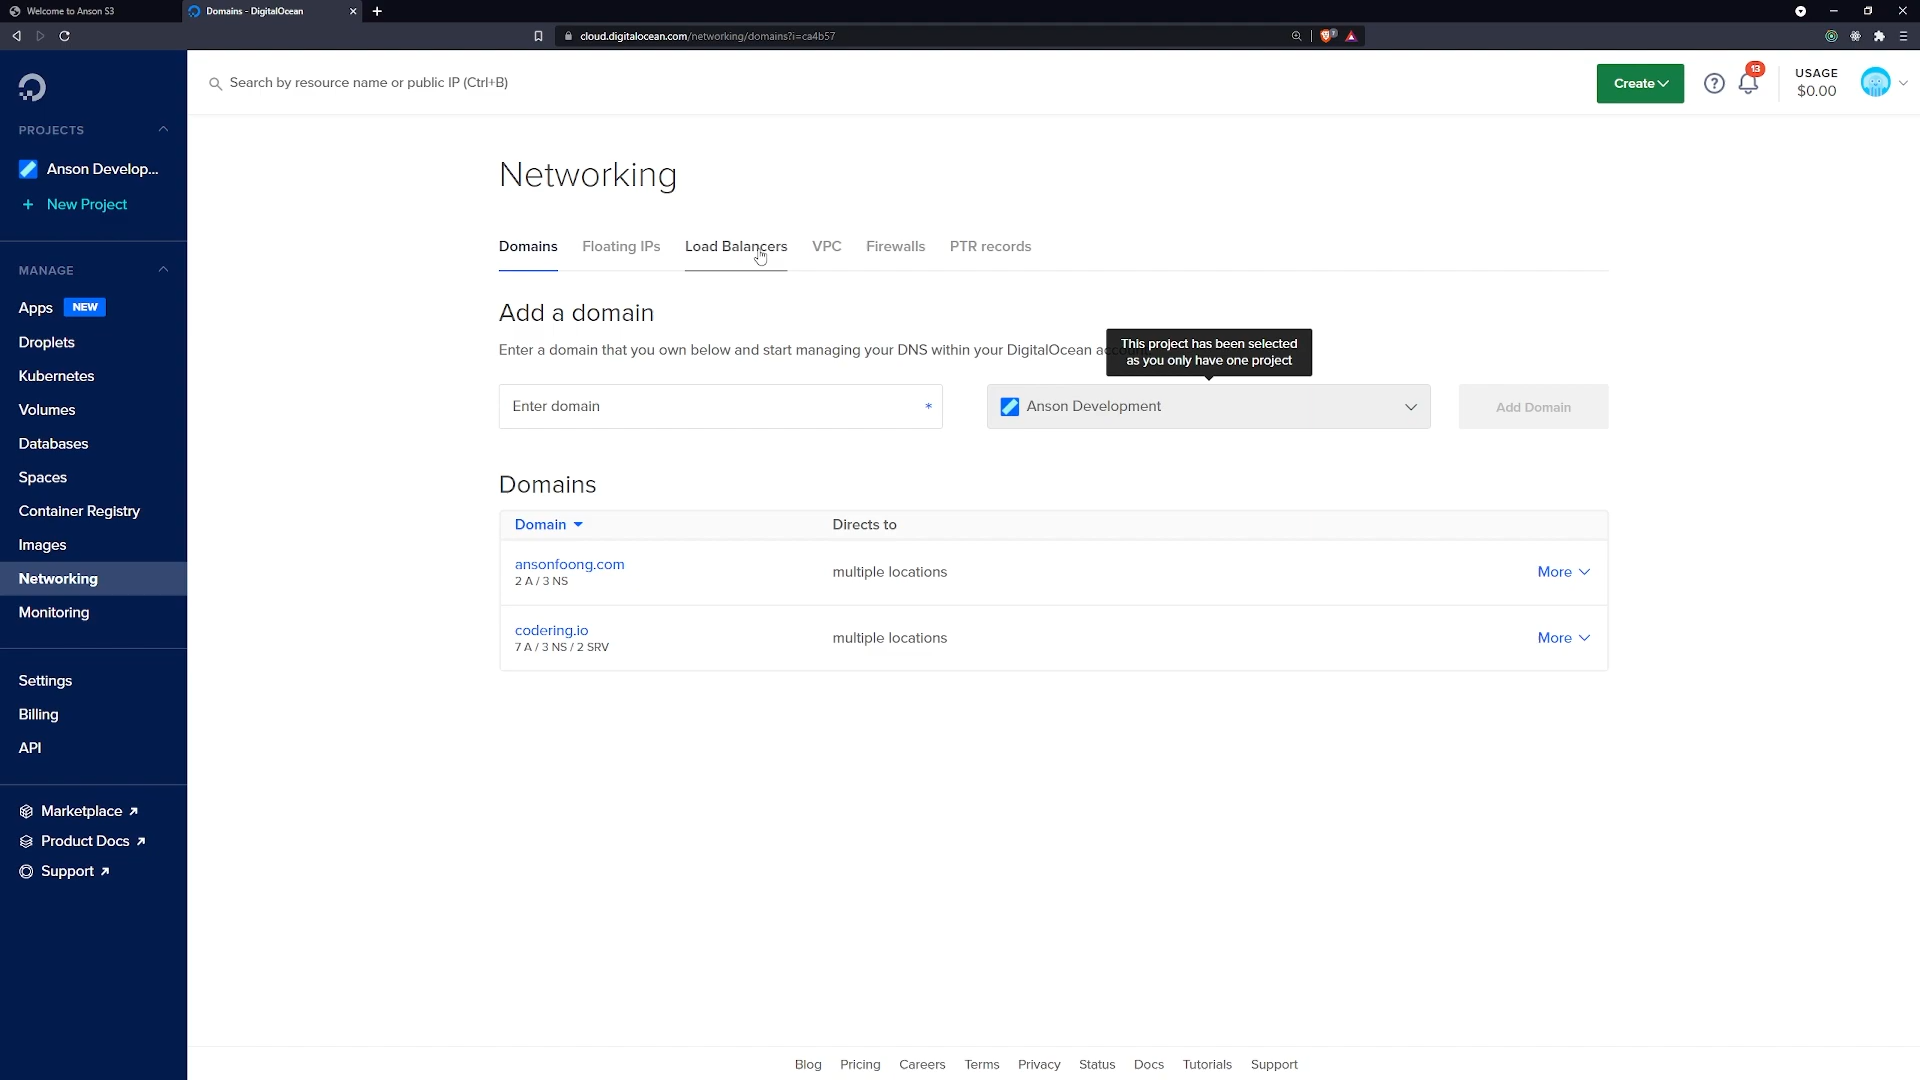 Welcome to Anson S3
Domains - DigitalOcean
cloud.digitalocean.com/networking/domains?i=ca4b57
Search by resource name or public IP (Ctrl+B)
Create
13
USAGE
$0.00
PROJECTS
Anson Develop...
+ New Project
MANAGE
Apps NEW
Droplets
Kubernetes
Volumes
Databases
Spaces
Container Registry
Images
Networking
Monitoring
Settings
Billing
API
Marketplace
Product Docs
Support
Networking
Domains Floating IPs Load Balancers VPC Firewalls PTR records
Add a domain
Enter a domain that you own below and start managing your DNS within your DigitalOcean
This project has been selected
as you only have one project
Enter domain *
Anson Development
Add Domain
Domains
Domain Directs to
ansonfoong.com
2 A / 3 NS
multiple locations
More
codering.io
7 A / 3 NS / 2 SRV
multiple locations
More
Blog Pricing Careers Terms Privacy Status Docs Tutorials Support